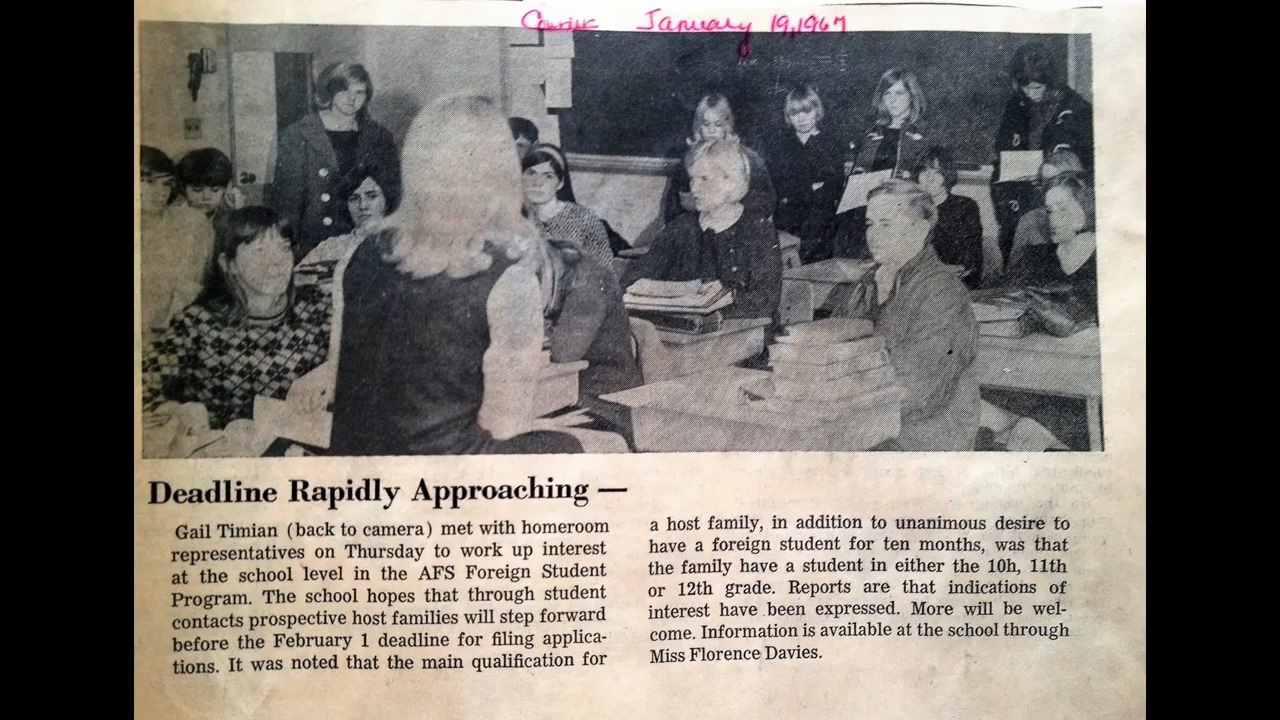 Courier January 19, 1967
Deadline Rapidly Approaching —
Gail Timian (back to camera) met with homeroom
representatives on Thursday to work up interest
at the school level in the AFS Foreign Student
Program. The school hopes that through student
contacts prospective host families will step forward
before the February 1 deadline for filing applica-
tions. It was noted that the main qualification for
a host family, in addition to unanimous desire to
have a foreign student for ten months, was that
the family have a student in either the 10h, 11th
or 12th grade. Reports are that indications of
interest have been expressed. More will be wel-
come. Information is available at the school through
Miss Florence Davies.